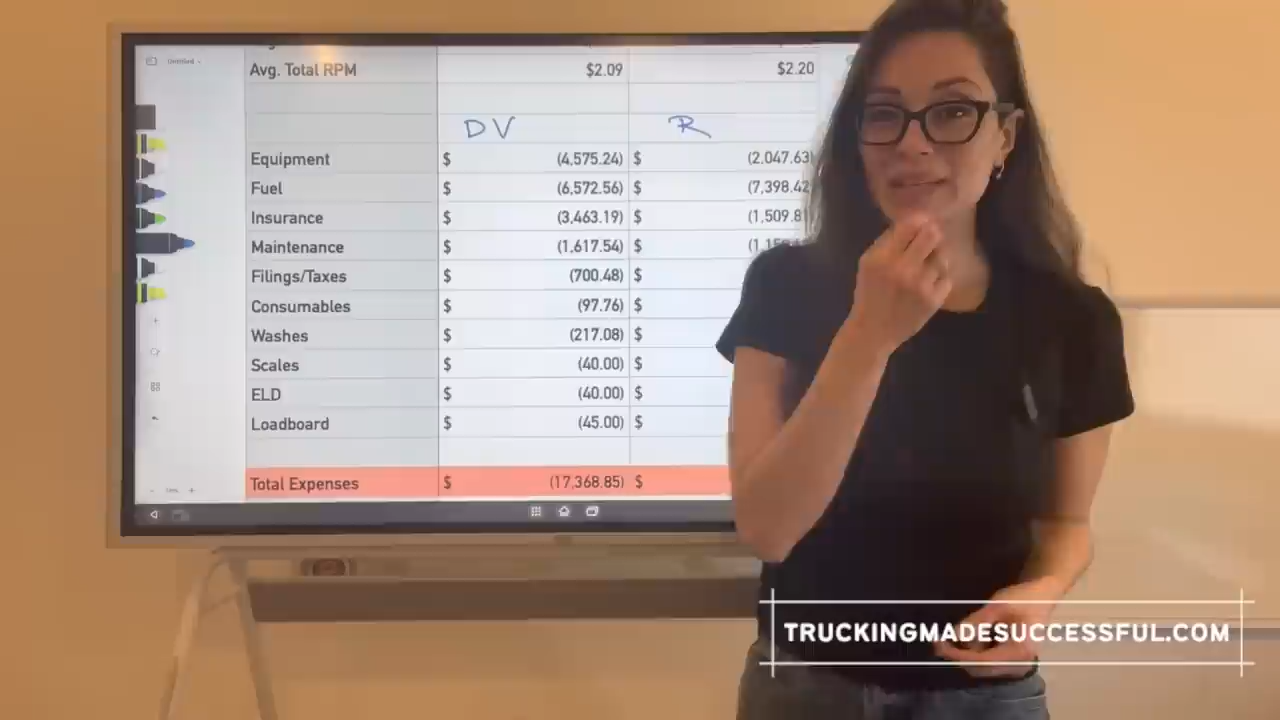 Untitled
Avg. Total RPM $2.09 $2.20
DV R
Equipment $ (4,575.24) $ (2,047.63)
Fuel $ (6,572.56) $ (7,398.42
Insurance $ (3,463.19) $ (1,509.81
Maintenance $ (1,617.54) $
Filings/Taxes $ (700.48) $
Consumables $ (97.76) $
Washes $ (217.08) $
Scales $ (40.00) $
ELD $ (40.00) $
Loadboard $ (45.00) $
Total Expenses $ (17,368.85) $
TRUCKINGMADESUCCESSFUL.COM